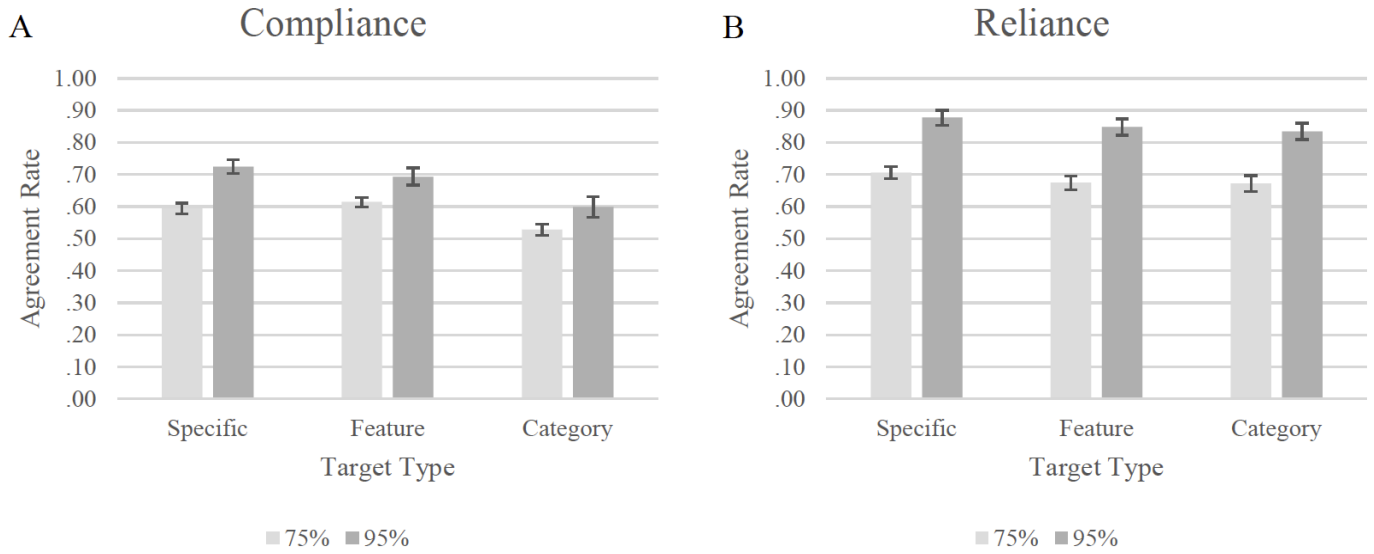 A
Compliance
1.00
.90
.80
.70
.60
.50
.40
.30
.20
.10
.00
Agreement Rate
Specific Feature Category
Target Type
75% 95%
B
Reliance
1.00
.90
.80
.70
.60
.50
.40
.30
.20
.10
.00
Agreement Rate
Specific Feature Category
Target Type
75% 95%